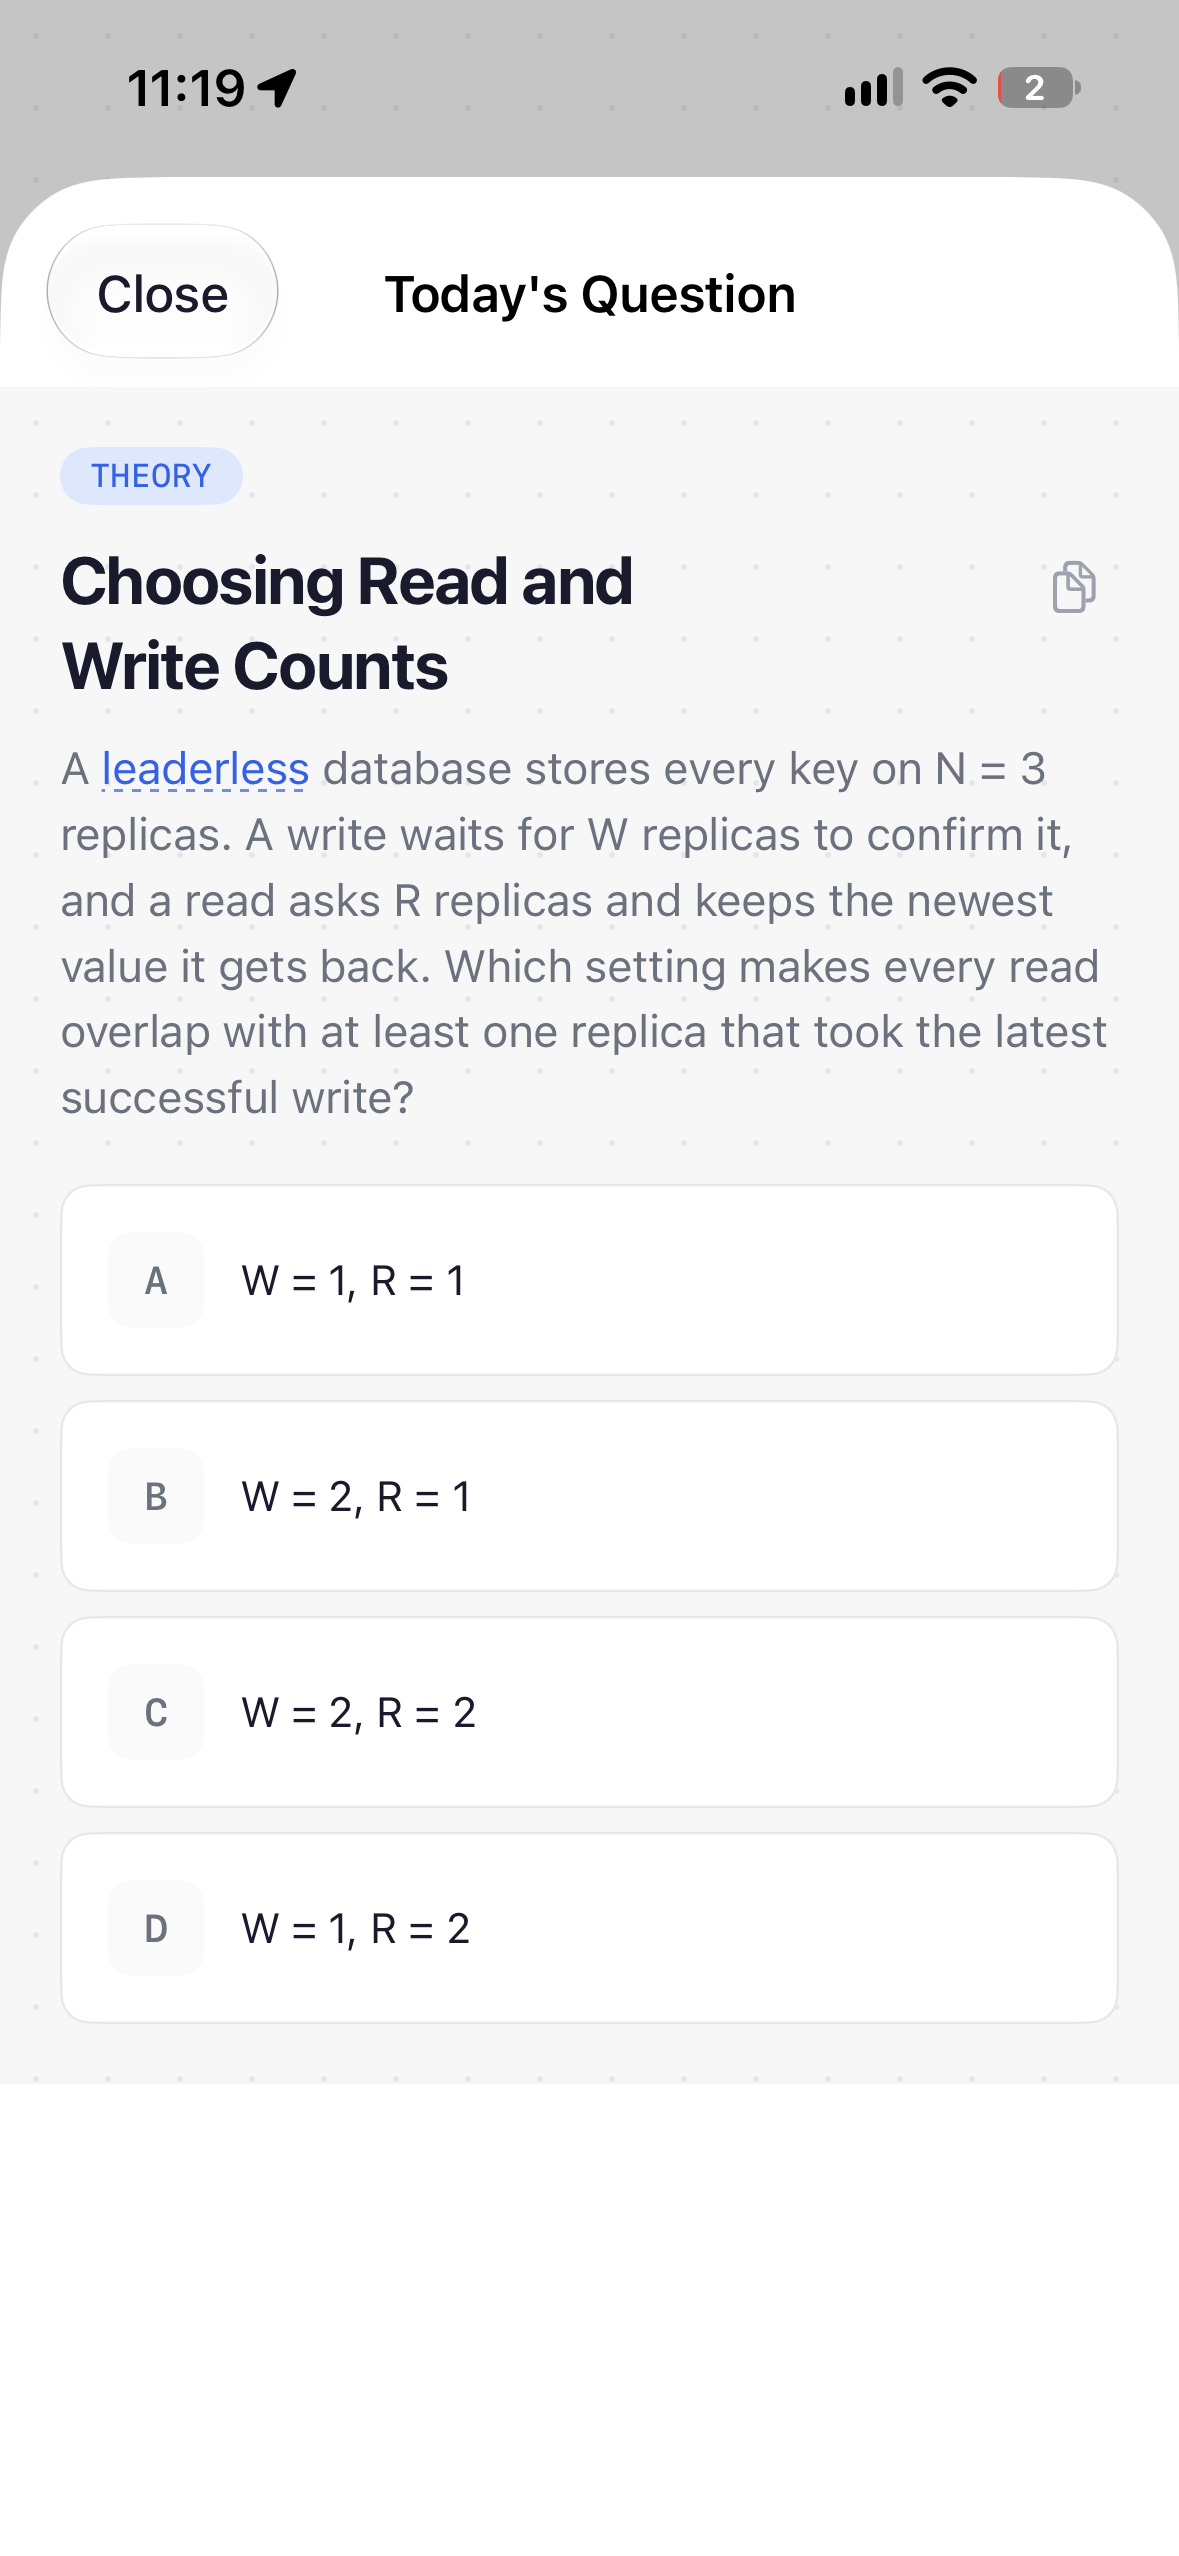 11:19
2
Close
Today's Question
THEORY
Choosing Read and
Write Counts
A leaderless database stores every key on N = 3
replicas. A write waits for W replicas to confirm it,
and a read asks R replicas and keeps the newest
value it gets back. Which setting makes every read
overlap with at least one replica that took the latest
successful write?
A
W = 1, R = 1
B
W = 2, R = 1
C
W = 2, R = 2
D
W = 1, R = 2